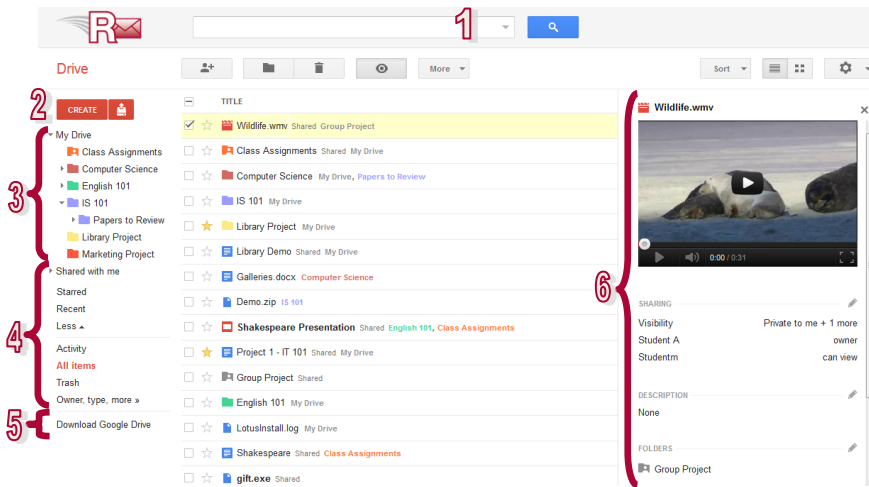 R
1
Drive
More
Sort
2
CREATE
3
My Drive
Class Assignments
Computer Science
English 101
IS 101
Papers to Review
Library Project
Marketing Project
4
Shared with me
Starred
Recent
Less
Activity
All items
Trash
Owner, type, more »
5
Download Google Drive
TITLE
Wildlife.wmv Shared Group Project
Class Assignments Shared My Drive
Computer Science My Drive, Papers to Review
IS 101 My Drive
Library Project My Drive
Library Demo Shared My Drive
Galleries.docx Computer Science
Demo.zip IS 101
Shakespeare Presentation Shared English 101, Class Assignments
Project 1 - IT 101 Shared My Drive
Group Project Shared
English 101 My Drive
LotusInstall.log My Drive
Shakespeare Shared Class Assignments
gift.exe Shared
6
Wildlife.wmv
0:00 / 0:31
SHARING
Visibility Private to me + 1 more
Student A owner
Studentm can view
DESCRIPTION
None
FOLDERS
Group Project